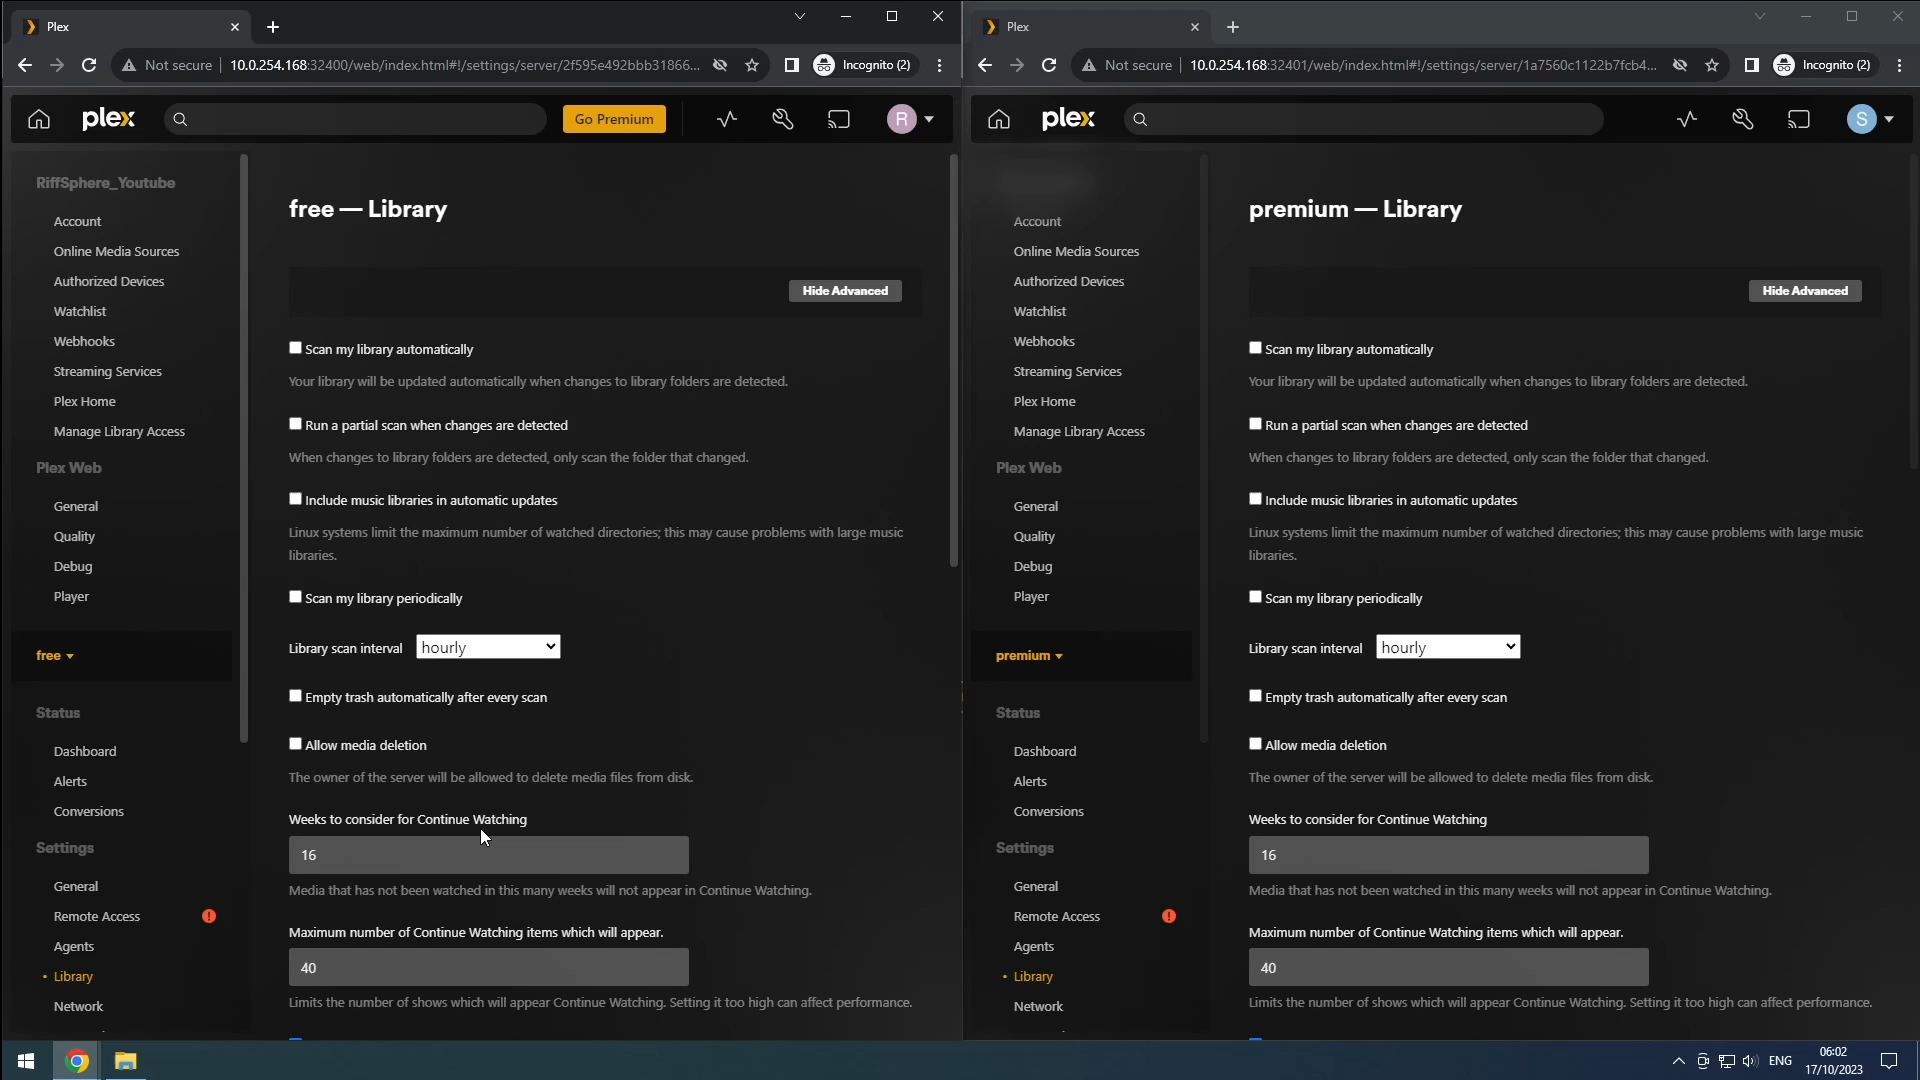 Plex
Not secure
10.0.254.168:32400/web/index.html#!/settings/server/2f595e492bbb31866...
Incognito (2)
plex
Go Premium
R
RiffSphere_Youtube
Account
Online Media Sources
Authorized Devices
Watchlist
Webhooks
Streaming Services
Plex Home
Manage Library Access
Plex Web
General
Quality
Debug
Player
free
Status
Dashboard
Alerts
Conversions
Settings
General
Remote Access
!
Agents
Library
Network
free — Library
Hide Advanced
Scan my library automatically
Your library will be updated automatically when changes to library folders are detected.
Run a partial scan when changes are detected
When changes to library folders are detected, only scan the folder that changed.
Include music libraries in automatic updates
Linux systems limit the maximum number of watched directories; this may cause problems with large music
libraries.
Scan my library periodically
Library scan interval hourly
Empty trash automatically after every scan
Allow media deletion
The owner of the server will be allowed to delete media files from disk.
Weeks to consider for Continue Watching
16
Media that has not been watched in this many weeks will not appear in Continue Watching.
Maximum number of Continue Watching items which will appear.
40
Limits the number of shows which will appear Continue Watching. Setting it too high can affect performance.
Plex
Not secure
10.0.254.168:32401/web/index.html#!/settings/server/1a7560c1122b7fcb4...
Incognito (2)
plex
S
Account
Online Media Sources
Authorized Devices
Watchlist
Webhooks
Streaming Services
Plex Home
Manage Library Access
Plex Web
General
Quality
Debug
Player
premium
Status
Dashboard
Alerts
Conversions
Settings
General
Remote Access
!
Agents
Library
Network
premium — Library
Hide Advanced
Scan my library automatically
Your library will be updated automatically when changes to library folders are detected.
Run a partial scan when changes are detected
When changes to library folders are detected, only scan the folder that changed.
Include music libraries in automatic updates
Linux systems limit the maximum number of watched directories; this may cause problems with large music
libraries.
Scan my library periodically
Library scan interval hourly
Empty trash automatically after every scan
Allow media deletion
The owner of the server will be allowed to delete media files from disk.
Weeks to consider for Continue Watching
16
Media that has not been watched in this many weeks will not appear in Continue Watching.
Maximum number of Continue Watching items which will appear.
40
Limits the number of shows which will appear Continue Watching. Setting it too high can affect performance.
ENG
06:02
17/10/2023